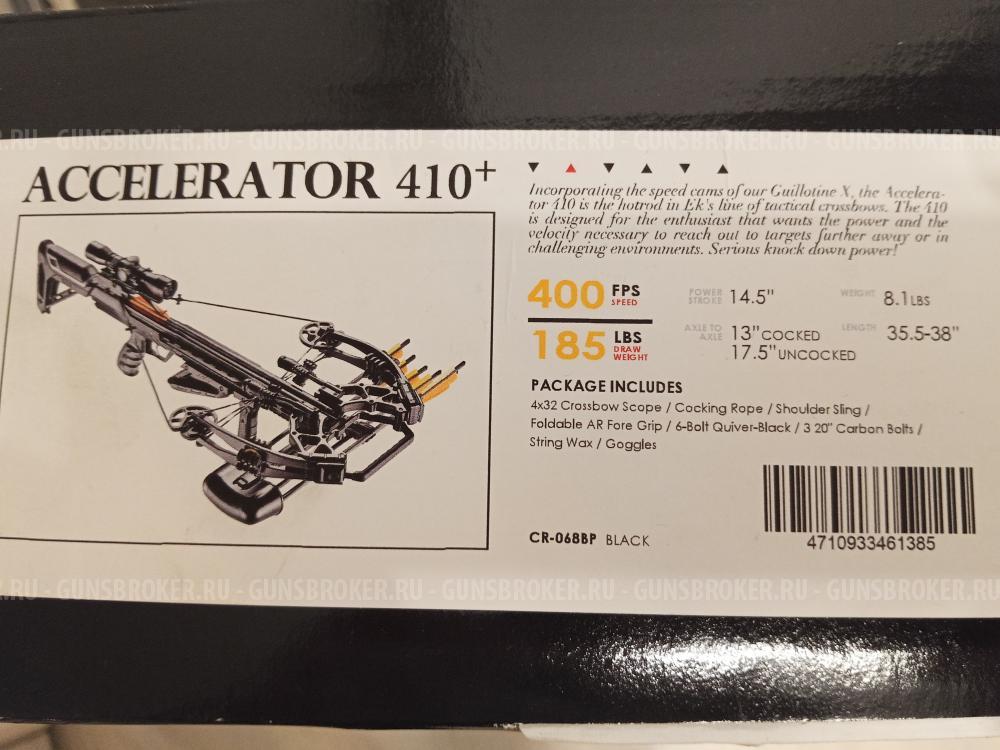 .RU - GUNSBROKER.RU - GUNSBROKER.RU - GUNSBROKER.RU - GUNSBROKER.RU - GUNSBROKER.RU
ACCELERATOR 410+
▼ ▲ ▼ ▲ ▼ ▲
Incorporating the speed cams of our Guillotine X, the Accelera-
tor 410 is the hotrod in Ek's line of tactical crossbows. The 410
is designed for the enthusiast that wants the power and the
velocity necessary to reach out to targets further away or in
challenging environments. Serious knock down power!
400 FPS SPEED
POWER STROKE 14.5"
WEIGHT 8.1LBS
185 LBS DRAW WEIGHT
AXLE TO AXLE 13" COCKED
17.5" UNCOCKED
LENGTH 35.5-38"
PACKAGE INCLUDES
4x32 Crossbow Scope / Cocking Rope / Shoulder Sling /
Foldable AR Fore Grip / 6-Bolt Quiver-Black / 3 20" Carbon Bolts /
String Wax / Goggles
CR-068BP BLACK
4710933461385
.RU - GUNSBROKER.RU - GUNSBROKER.RU - GUNSBROKER.RU - GUNSBROKER.RU - GUNSBROKER.RU